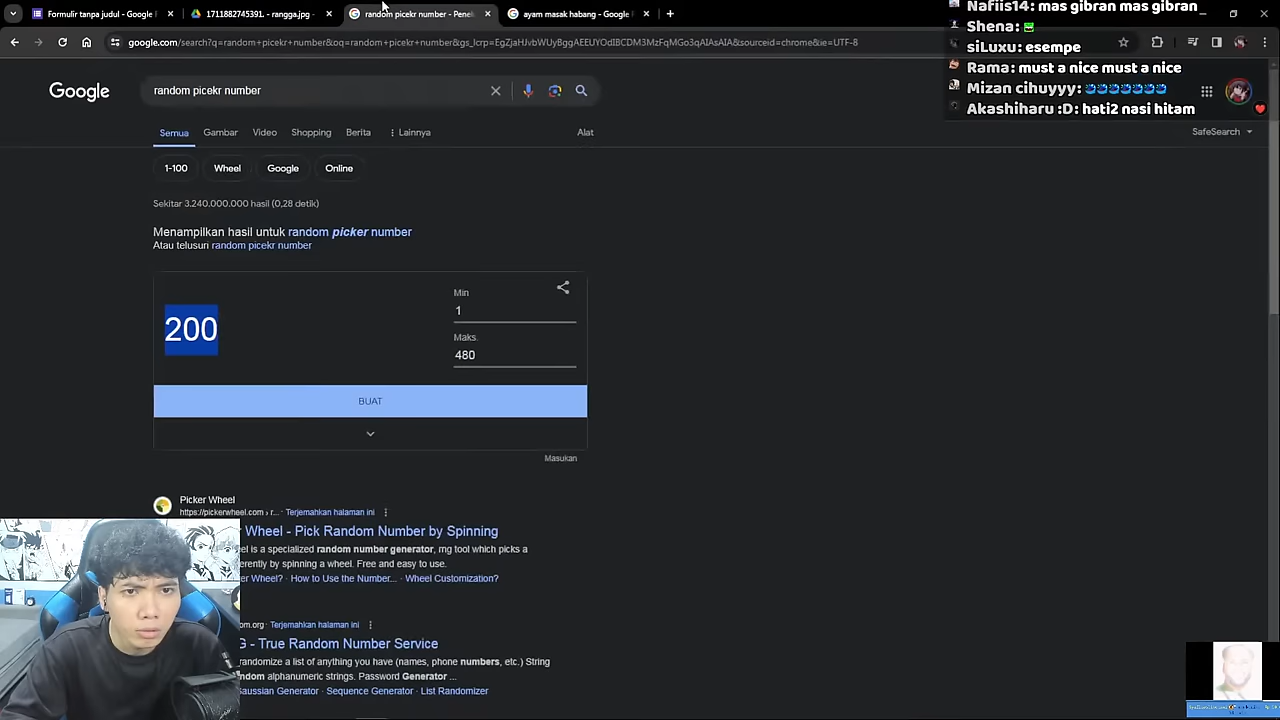 Formulir tanpa judul - Google
1711882745391. - rangga.jpg
random picekr number - Penel
ayam masak habang - Google
google.com/search?q=random+picekr+number&oq=random+picekr+number&gs_lcrp=EgZjaHJvbWUyBggAEEUYOdIBCDM3MzFqMGo3qAIAsAIA&sourceid=chrome&ie=UTF-8
Nafiis14: mas gibran mas gibran
Shena:
siLuxu: esempe
Rama: must a nice must a nice
Mizan cihuyyy:
Akashiharu :D: hati2 nasi hitam
Google
random picekr number
Semua
Gambar
Video
Shopping
Berita
Lainnya
Alat
SafeSearch
1-100
Wheel
Google
Online
Sekitar 3.240.000.000 hasil (0,28 detik)
Menampilkan hasil untuk random picker number
Atau telusuri random picekr number
200
Min
1
Maks.
480
BUAT
Masukan
Picker Wheel
https://pickerwheel.com › r... · Terjemahkan halaman ini
Wheel - Pick Random Number by Spinning
el is a specialized random number generator, rng tool which picks a
erently by spinning a wheel. Free and easy to use.
er Wheel? · How to Use the Number... · Wheel Customization?
om.org · Terjemahkan halaman ini
G - True Random Number Service
randomize a list of anything you have (names, phone numbers, etc.) String
ndom alphanumeric strings. Password Generator ...
aussian Generator · Sequence Generator · List Randomizer